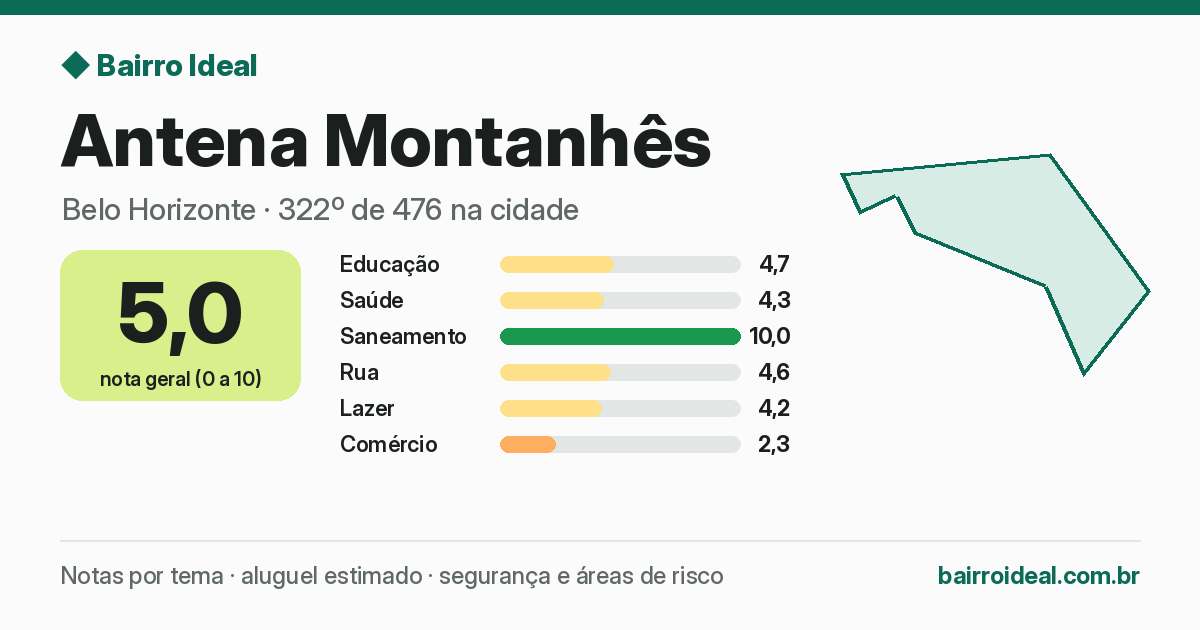 Bairro Ideal
Antena Montanhês
Belo Horizonte · 322º de 476 na cidade
5,0
nota geral (0 a 10)
Educação 4,7
Saúde 4,3
Saneamento 10,0
Rua 4,6
Lazer 4,2
Comércio 2,3
Notas por tema · aluguel estimado · segurança e áreas de risco
bairroideal.com.br